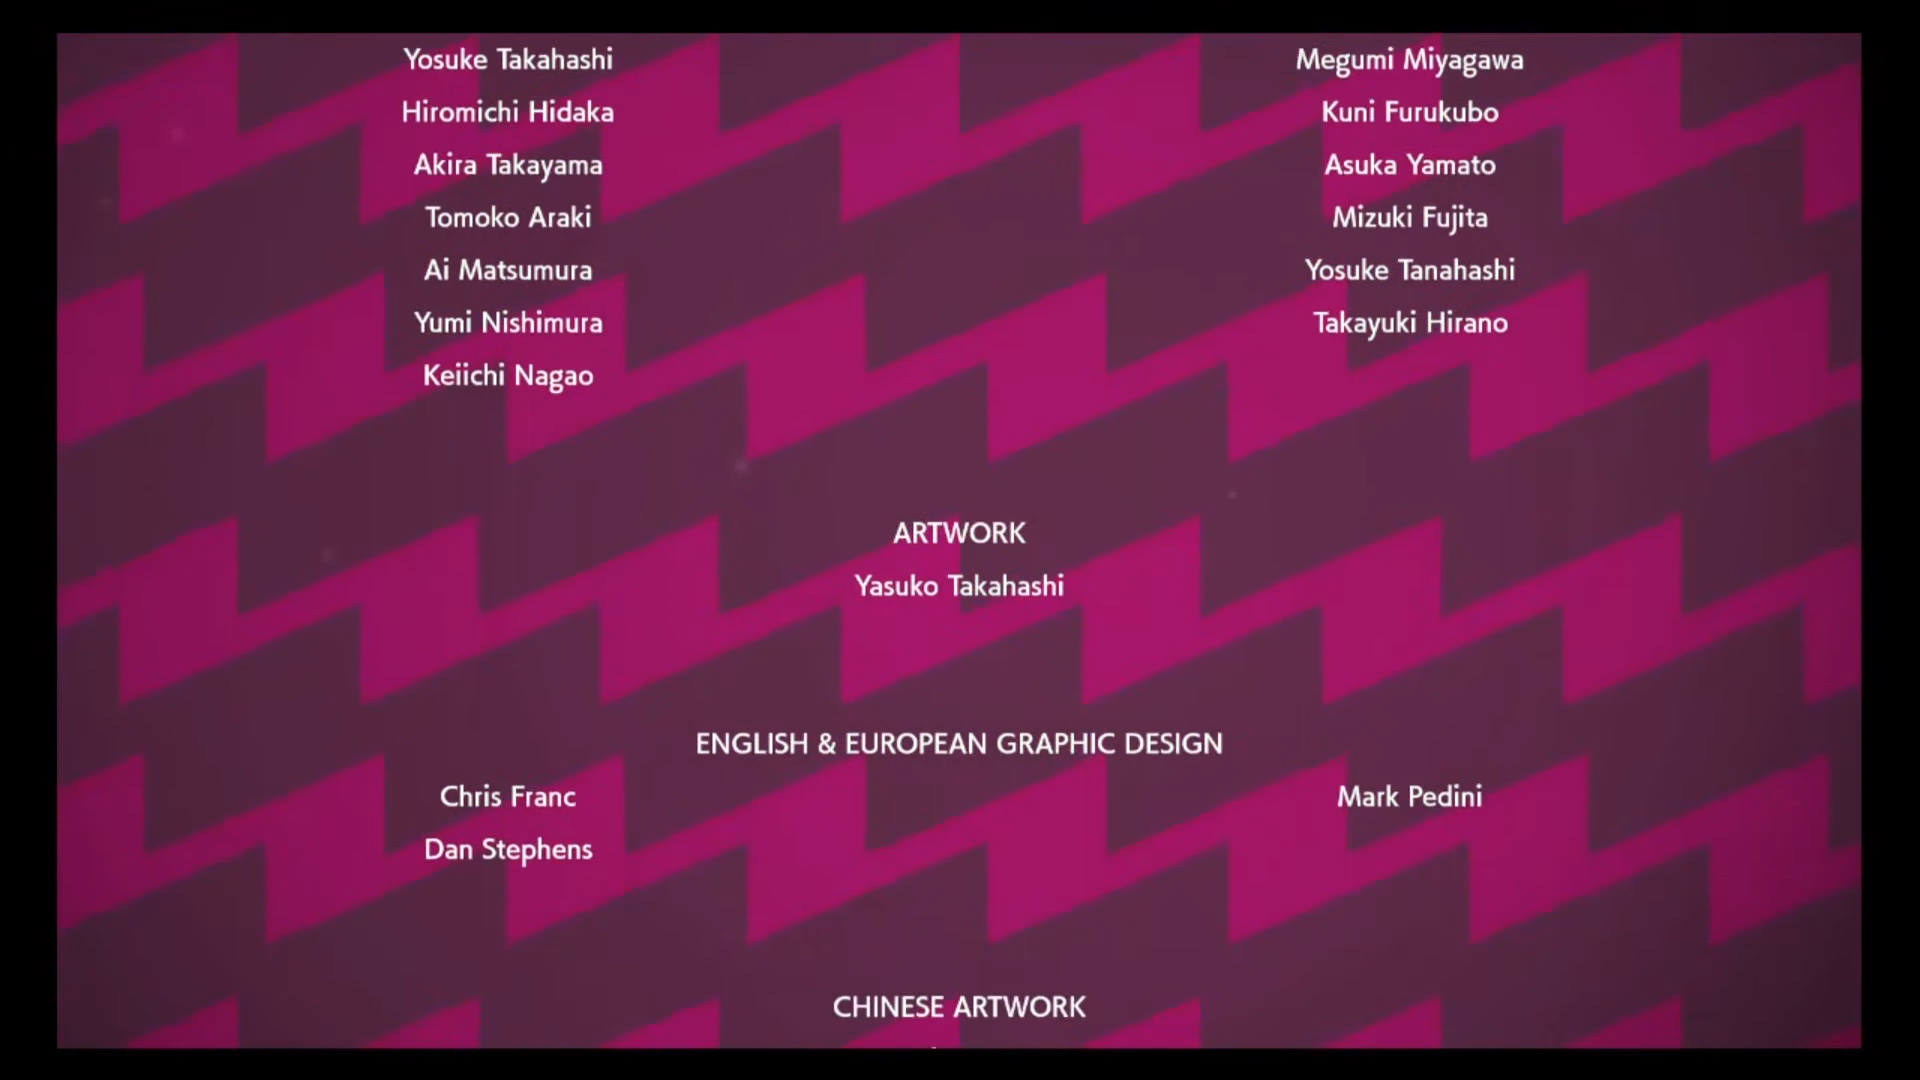 Yosuke Takahashi Megumi Miyagawa
Hiromichi Hidaka Kuni Furukubo
Akira Takayama Asuka Yamato
Tomoko Araki Mizuki Fujita
Ai Matsumura Yosuke Tanahashi
Yumi Nishimura Takayuki Hirano
Keiichi Nagao
ARTWORK
Yasuko Takahashi
ENGLISH & EUROPEAN GRAPHIC DESIGN
Chris Franc Mark Pedini
Dan Stephens
CHINESE ARTWORK